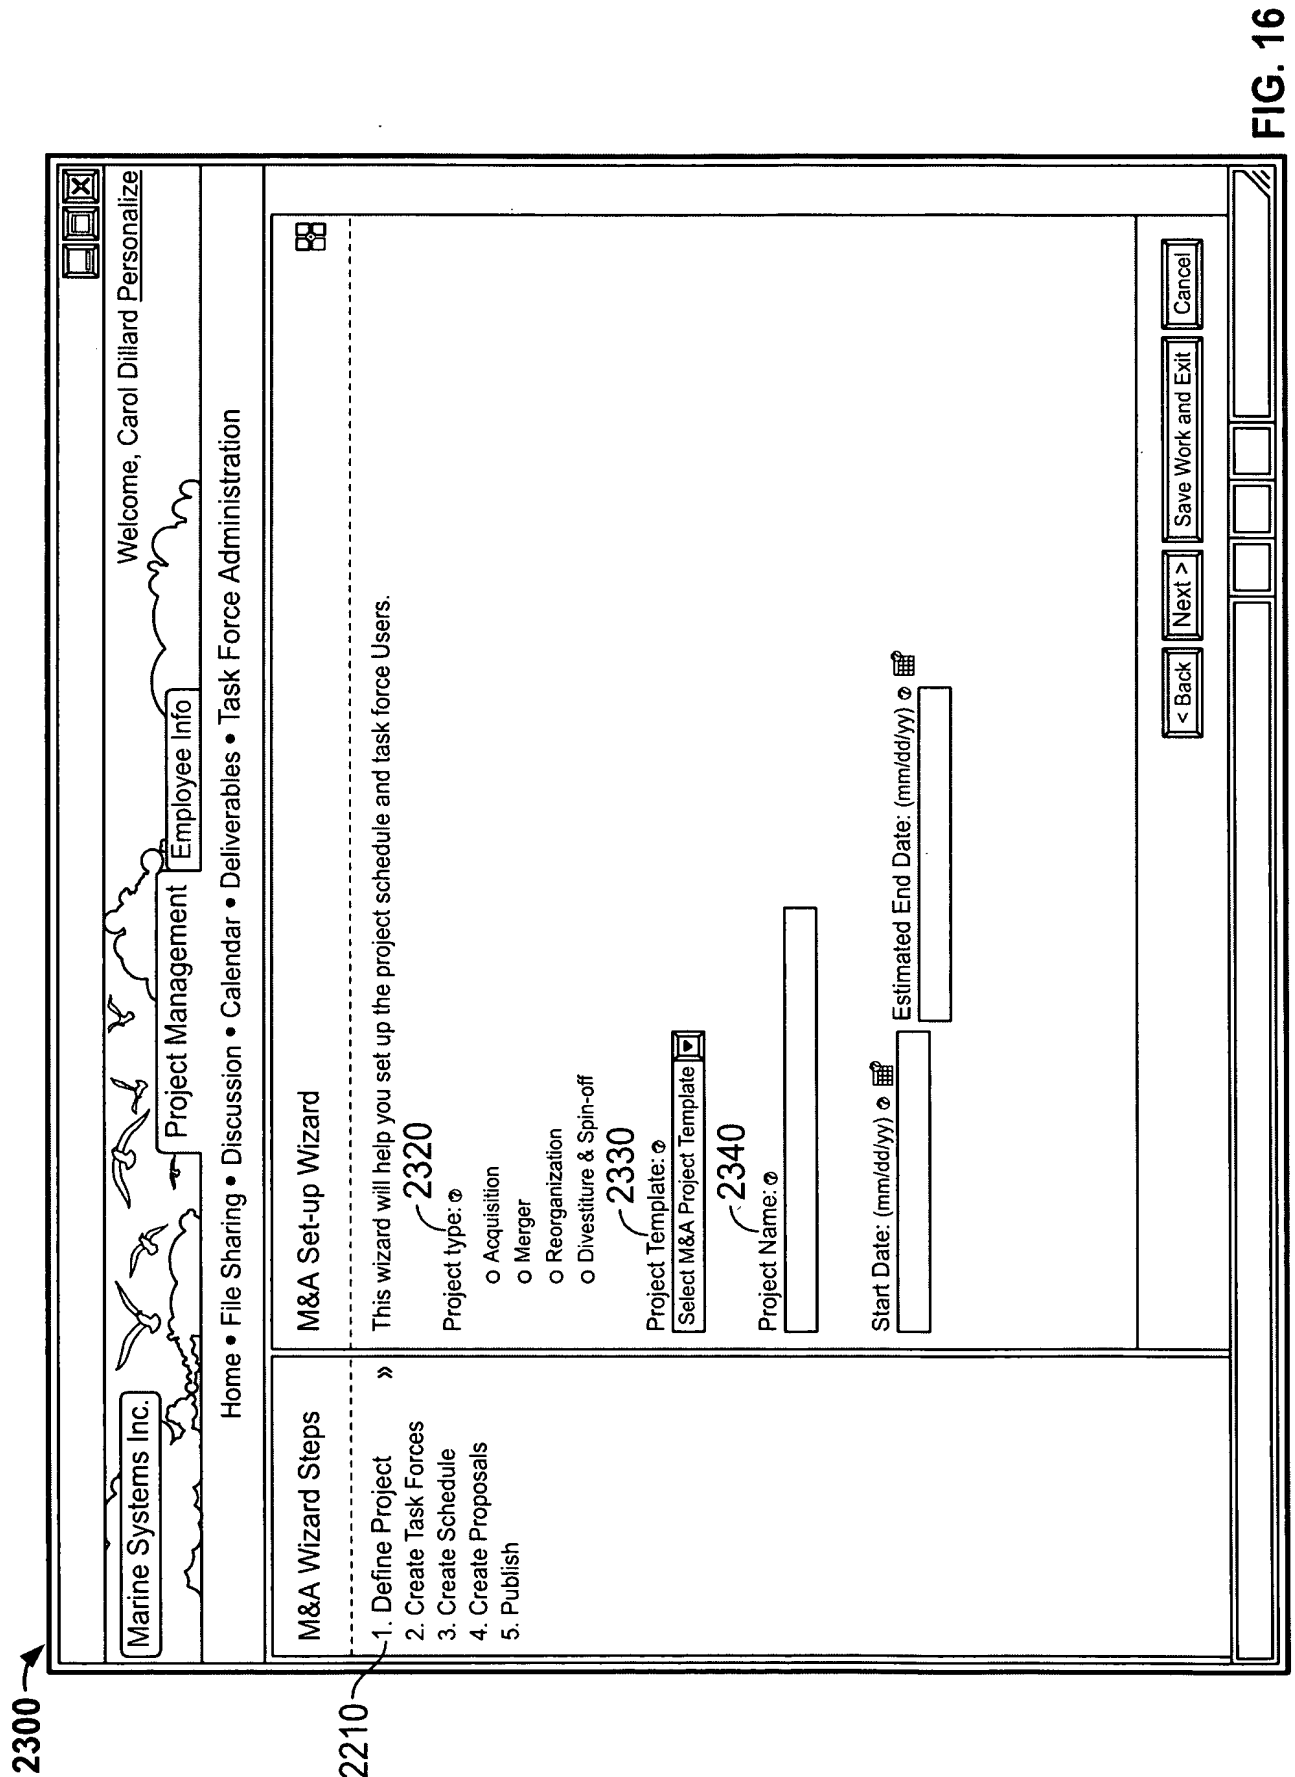 2300
Marine Systems Inc.
Welcome, Carol Dillard Personalize
Project Management
Employee Info
Home • File Sharing • Discussion • Calendar • Deliverables • Task Force Administration
M&A Wizard Steps
2210
1. Define Project »
2. Create Task Forces
3. Create Schedule
4. Create Proposals
5. Publish
M&A Set-up Wizard
This wizard will help you set up the project schedule and task force Users.
2320
Project type:
Acquisition
Merger
Reorganization
Divestiture & Spin-off
2330
Project Template:
Select M&A Project Template
2340
Project Name:
Start Date: (mm/dd/yy)
Estimated End Date: (mm/dd/yy)
< Back
Next >
Save Work and Exit
Cancel
FIG. 16